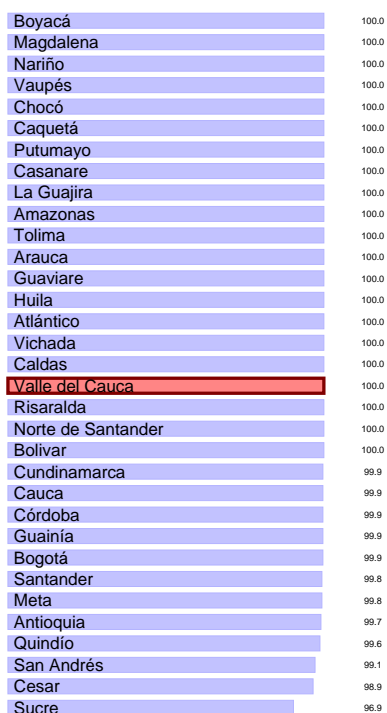 Boyacá 100.0
Magdalena 100.0
Nariño 100.0
Vaupés 100.0
Chocó 100.0
Caquetá 100.0
Putumayo 100.0
Casanare 100.0
La Guajira 100.0
Amazonas 100.0
Tolima 100.0
Arauca 100.0
Guaviare 100.0
Huila 100.0
Atlántico 100.0
Vichada 100.0
Caldas 100.0
Valle del Cauca 100.0
Risaralda 100.0
Norte de Santander 100.0
Bolivar 100.0
Cundinamarca 99.9
Cauca 99.9
Córdoba 99.9
Guainía 99.9
Bogotá 99.9
Santander 99.8
Meta 99.8
Antioquia 99.7
Quindío 99.6
San Andrés 99.1
Cesar 98.9
Sucre 96.9